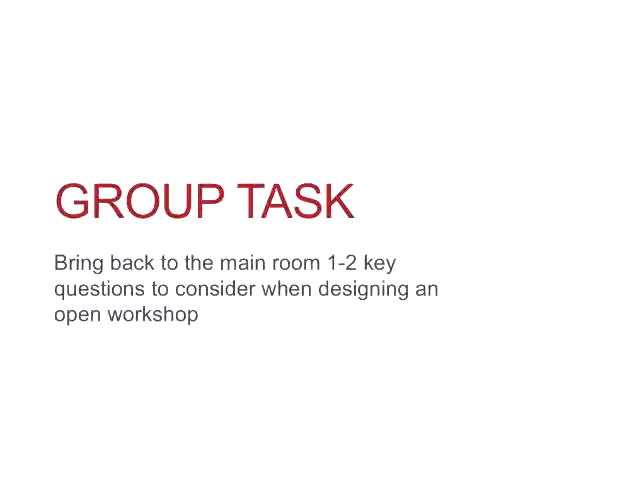 GROUP TASK
Bring back to the main room 1-2 key
questions to consider when designing an
open workshop